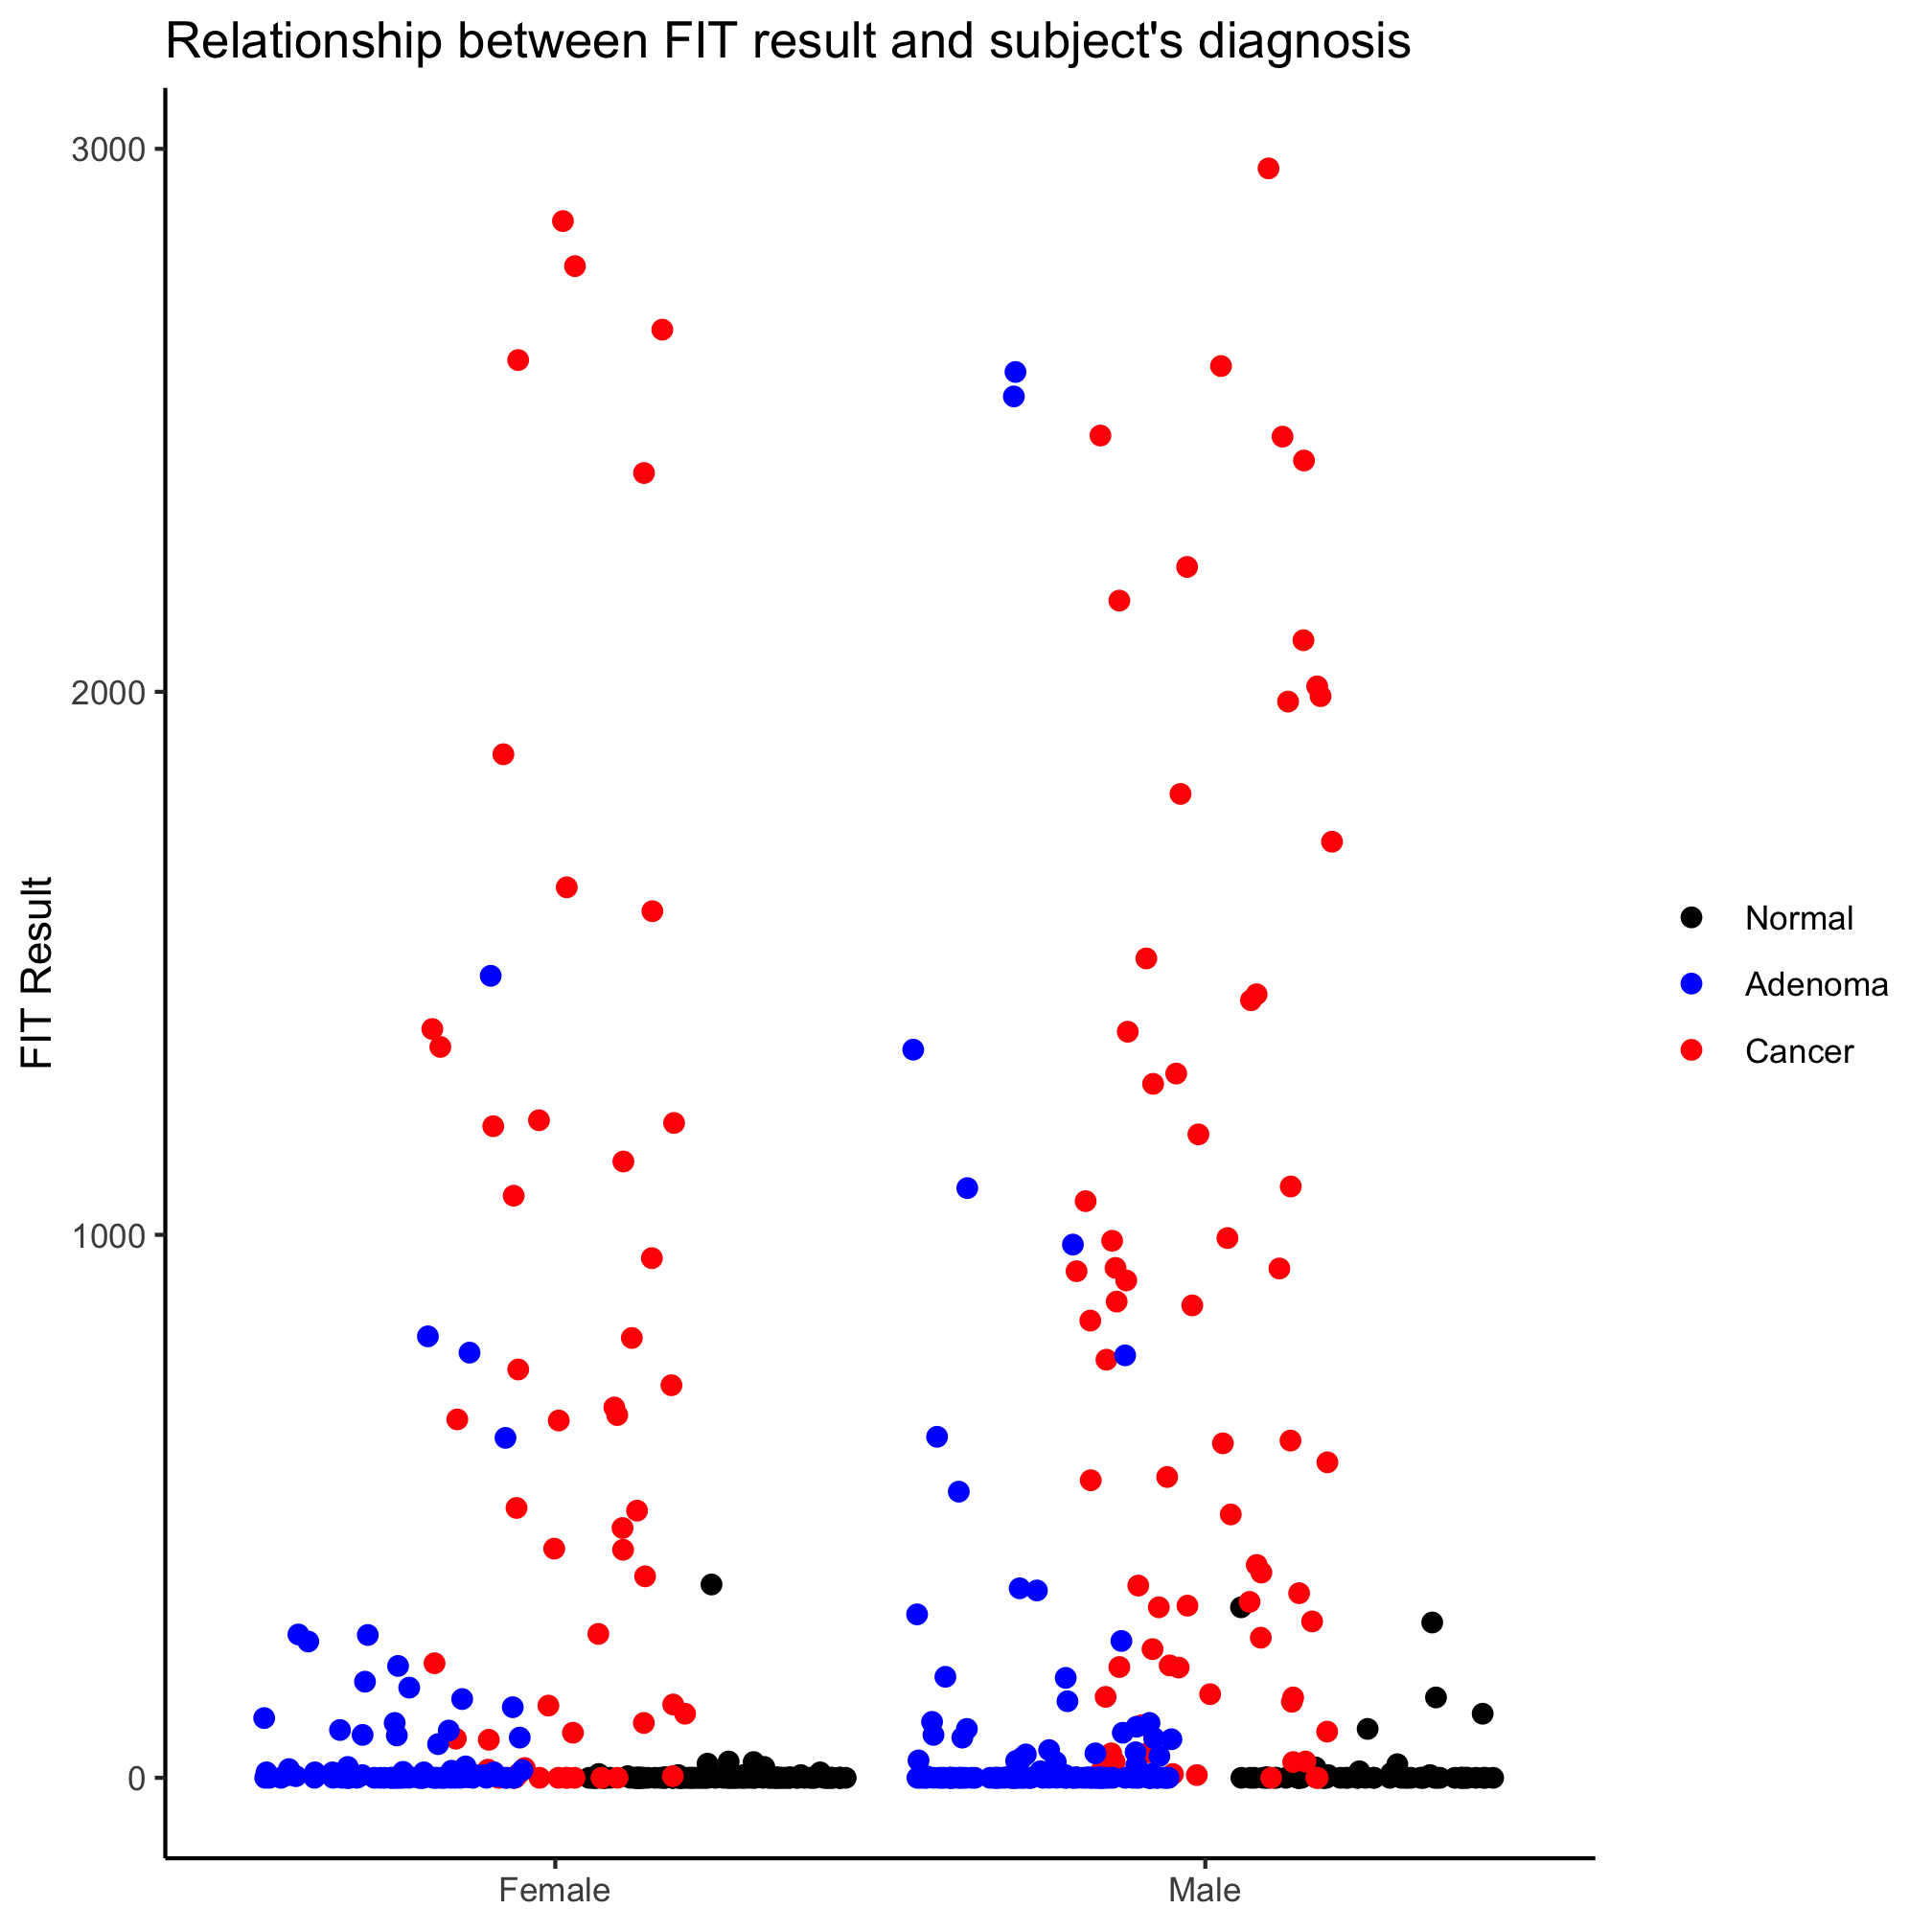 Relationship between FIT result and subject's diagnosis
3000
2000
1000
0
FIT Result
Female
Male
Normal
Adenoma
Cancer